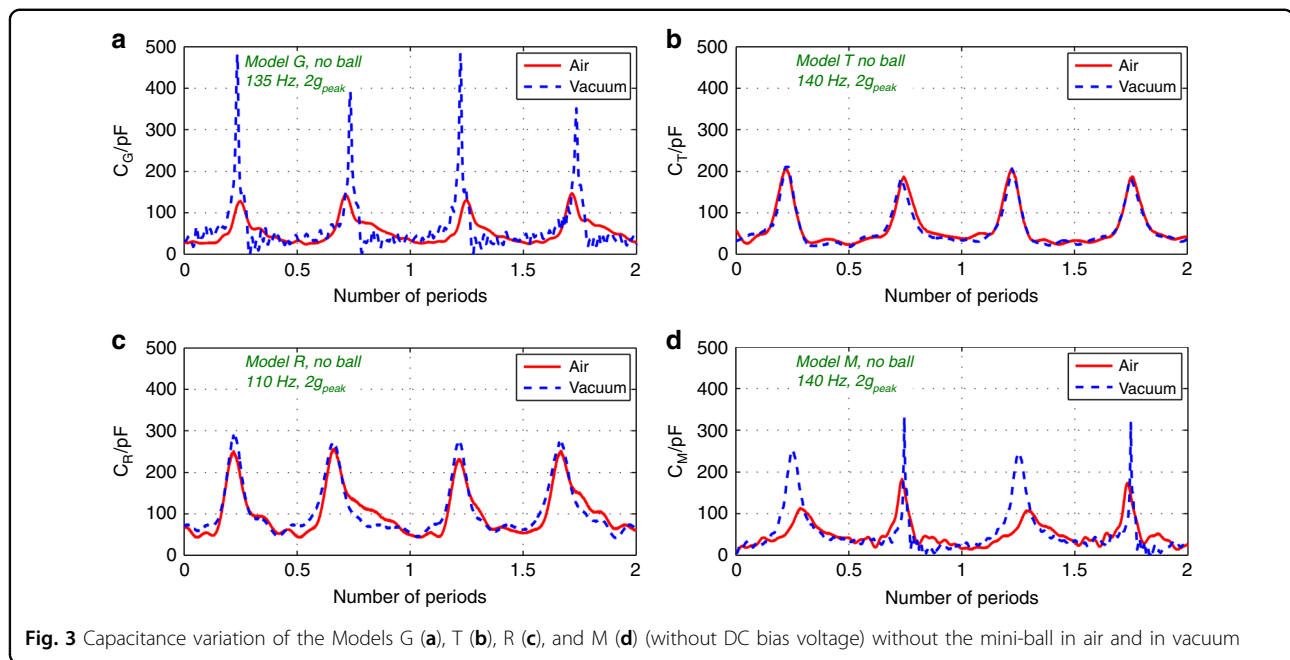 a
500
400
300
200
100
0
C_G/pF
Model G, no ball
135 Hz, 2g_peak
Air
Vacuum
0
0.5
1
1.5
2
Number of periods
b
500
400
300
200
100
0
C_T/pF
Model T no ball
140 Hz, 2g_peak
Air
Vacuum
0
0.5
1
1.5
2
Number of periods
c
500
400
300
200
100
0
C_R/pF
Model R, no ball
110 Hz, 2g_peak
Air
Vacuum
0
0.5
1
1.5
2
Number of periods
d
500
400
300
200
100
0
C_M/pF
Model M, no ball
140 Hz, 2g_peak
Air
Vacuum
0
0.5
1
1.5
2
Number of periods
Fig. 3 Capacitance variation of the Models G (a), T (b), R (c), and M (d) (without DC bias voltage) without the mini-ball in air and in vacuum